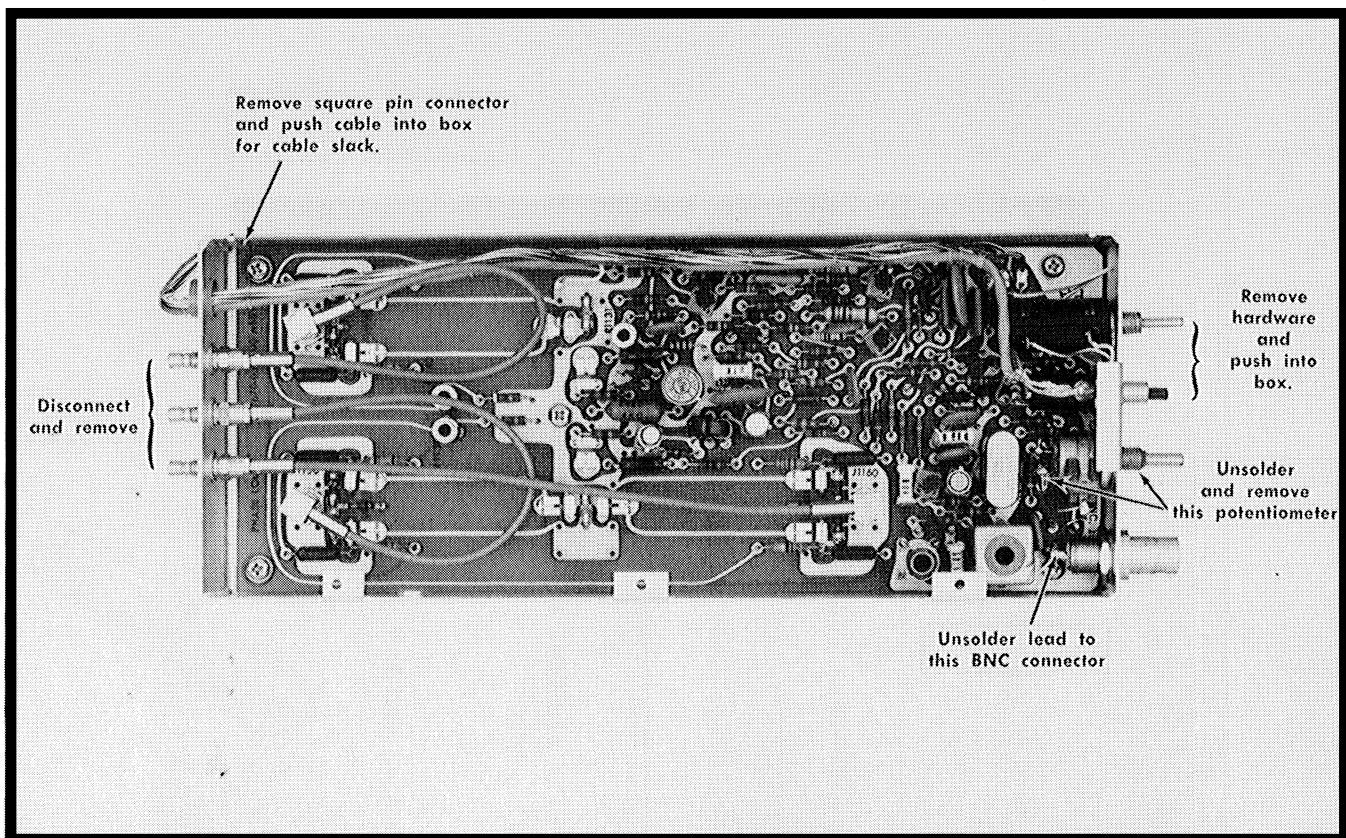 Remove square pin connector
and push cable into box
for cable slack.
Disconnect
and remove
Remove
hardware
and
push into
box.
Unsolder
and remove
this potentiometer
J1160
Unsolder lead to
this BNC connector